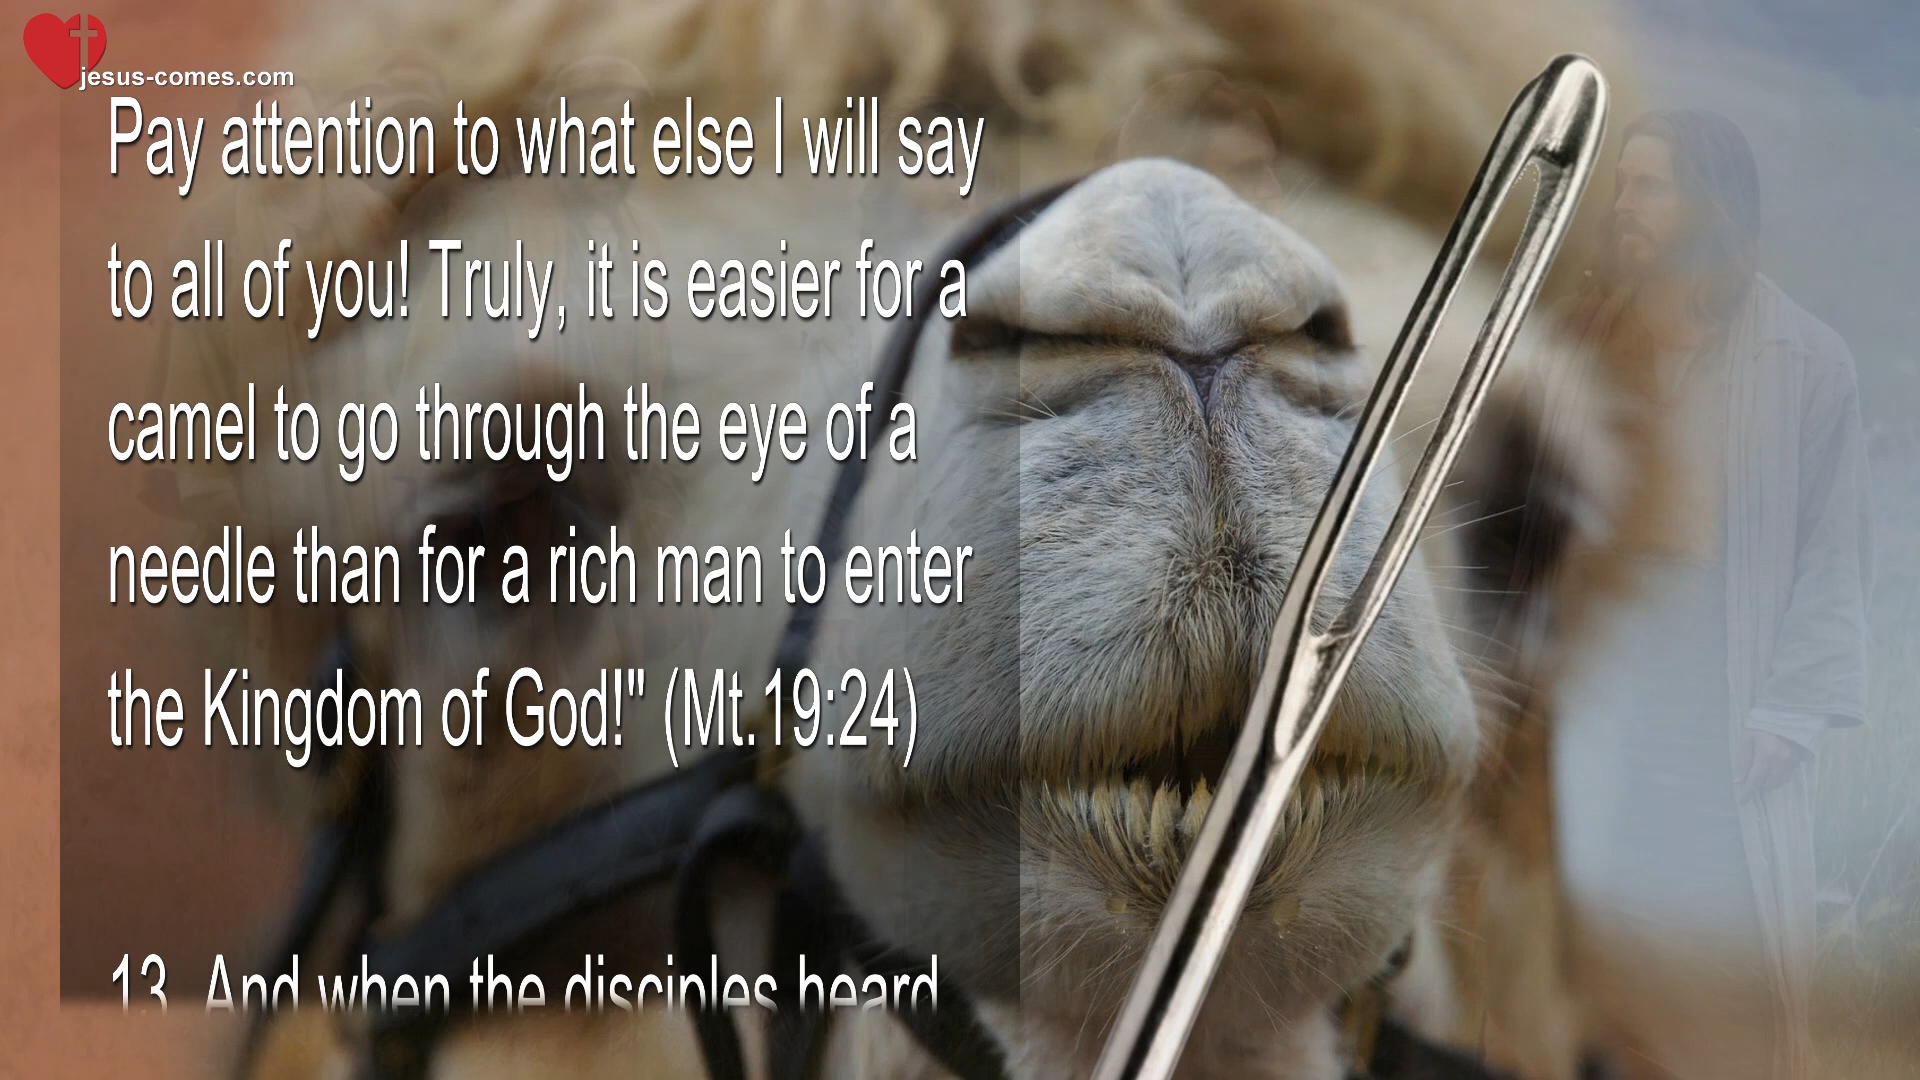 jesus-comes.com
Pay attention to what else I will say
to all of you! Truly, it is easier for a
camel to go through the eye of a
needle than for a rich man to enter
the Kingdom of God!" (Mt.19:24)
13. And when the disciples heard